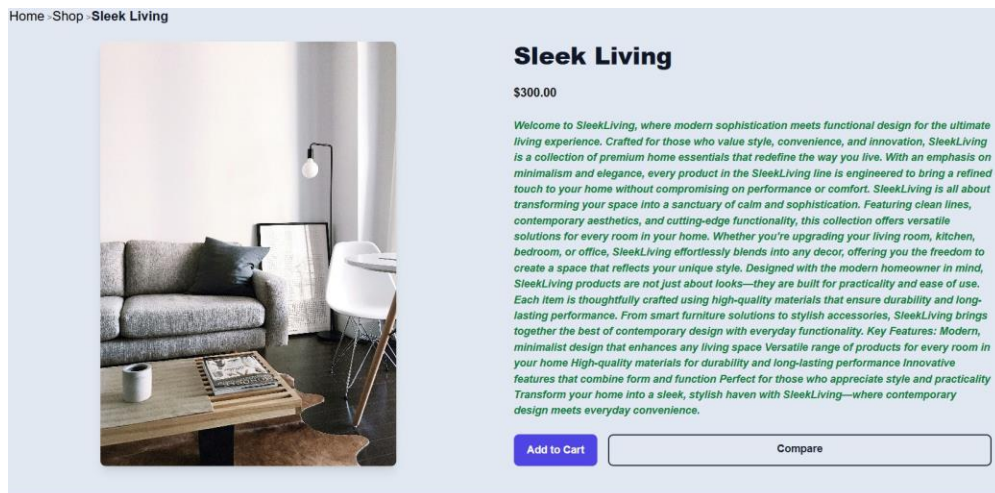 Home >Shop >Sleek Living
Sleek Living
$300.00
Welcome to SleekLiving, where modern sophistication meets functional design for the ultimate
living experience. Crafted for those who value style, convenience, and innovation, SleekLiving
is a collection of premium home essentials that redefine the way you live. With an emphasis on
minimalism and elegance, every product in the SleekLiving line is engineered to bring a refined
touch to your home without compromising on performance or comfort. SleekLiving is all about
transforming your space into a sanctuary of calm and sophistication. Featuring clean lines,
contemporary aesthetics, and cutting-edge functionality, this collection offers versatile
solutions for every room in your home. Whether you're upgrading your living room, kitchen,
bedroom, or office, SleekLiving effortlessly blends into any decor, offering you the freedom to
create a space that reflects your unique style. Designed with the modern homeowner in mind,
SleekLiving products are not just about looks—they are built for practicality and ease of use.
Each item is thoughtfully crafted using high-quality materials that ensure durability and long-
lasting performance. From smart furniture solutions to stylish accessories, SleekLiving brings
together the best of contemporary design with everyday functionality. Key Features: Modern,
minimalist design that enhances any living space Versatile range of products for every room in
your home High-quality materials for durability and long-lasting performance Innovative
features that combine form and function Perfect for those who appreciate style and practicality
Transform your home into a sleek, stylish haven with SleekLiving—where contemporary
design meets everyday convenience.
Add to Cart
Compare